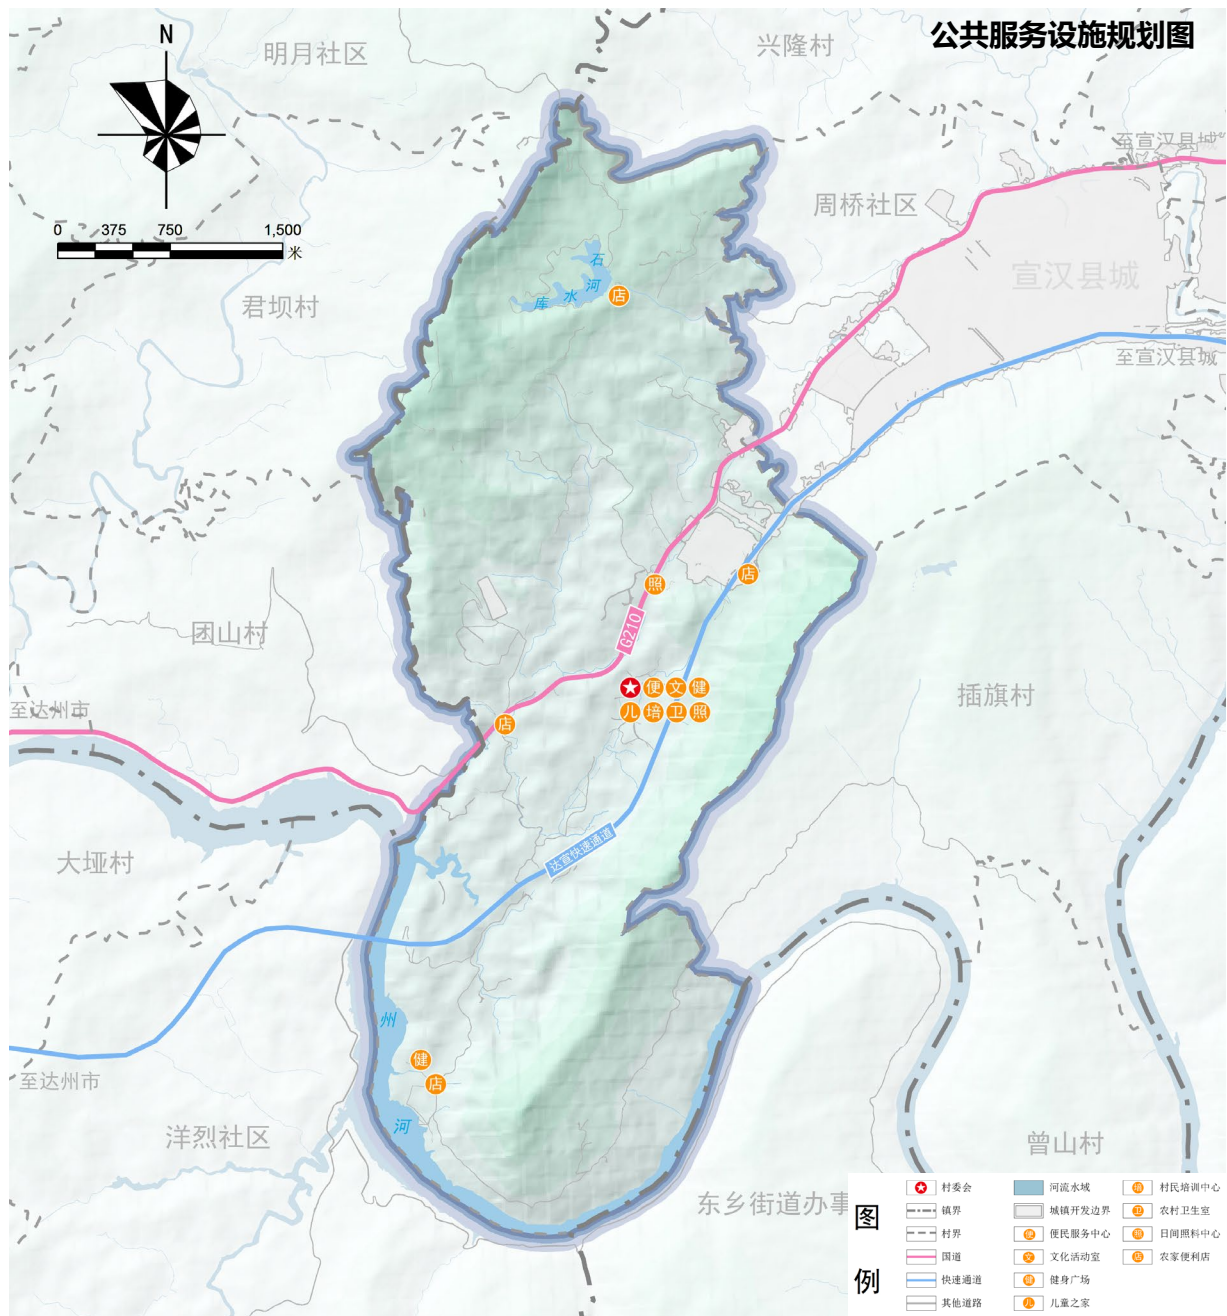 公共服务设施规划图
N
明月社区
兴隆村
至宣汉县城
周桥社区
0 375 750 1,500
米
宣汉县城
石
河
水
库
店
君坝村
至宣汉县城
店
照
G210
团山村
便 文 健
儿 培 卫 照
插旗村
至达州市
店
达宣快速通道
大垭村
州
健
店
至达州市
河
洋烈社区
曾山村
东乡街道办事
图
例
村委会
镇界
村界
国道
快速通道
其他道路
河流水域
城镇开发边界
便 便民服务中心
文 文化活动室
健 健身广场
儿 儿童之家
培 村民培训中心
卫 农村卫生室
照 日间照料中心
店 农家便利店